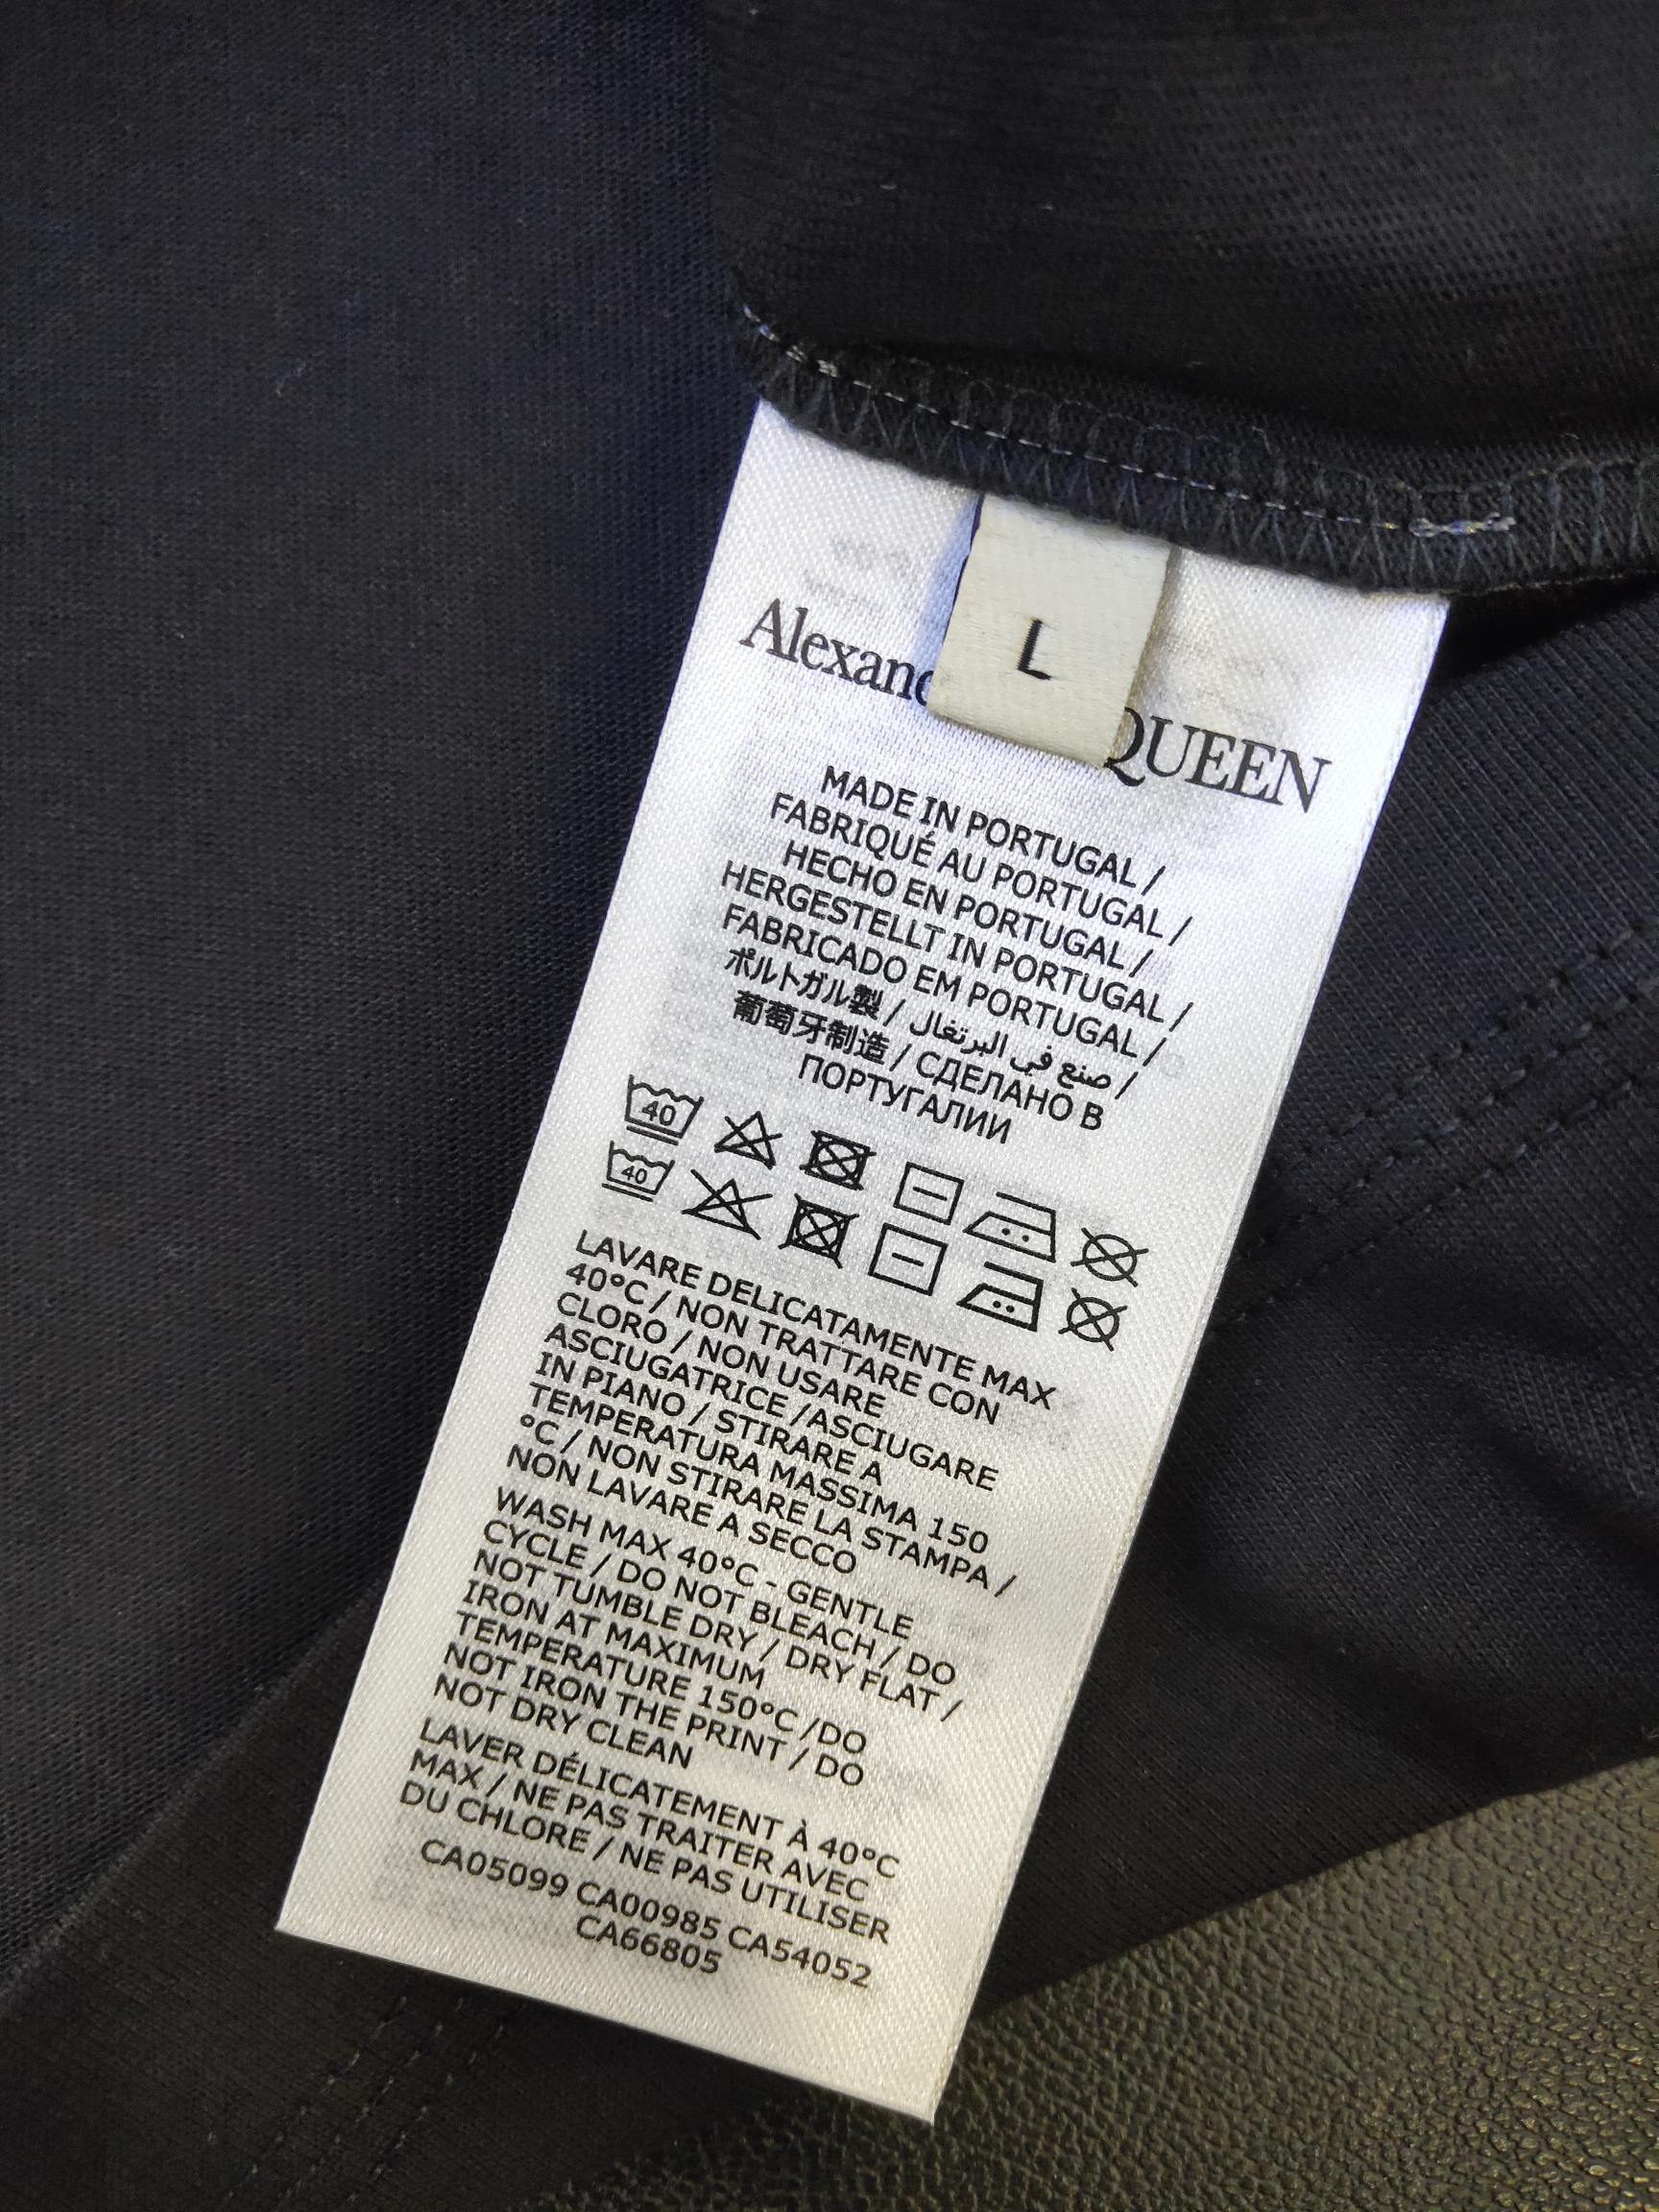 L
Alexan
QUEEN
MADE IN PORTUGAL /
FABRIQUÉ AU PORTUGAL /
HECHO EN PORTUGAL /
HERGESTELLT IN PORTUGAL /
FABRICADO EM PORTUGAL /
ポルトガル製 / صنع في البرتغال /
葡萄牙制造 / СДЕЛАНО В
ПОРТУГАЛИИ
40
40
LAVARE DELICATAMENTE MAX
40°C / NON TRATTARE CON
CLORO / NON USARE
ASCIUGATRICE /ASCIUGARE
IN PIANO / STIRARE A
TEMPERATURA MASSIMA 150
°C / NON STIRARE LA STAMPA /
NON LAVARE A SECCO
WASH MAX 40°C - GENTLE
CYCLE / DO NOT BLEACH / DO
NOT TUMBLE DRY / DRY FLAT /
IRON AT MAXIMUM
TEMPERATURE 150°C /DO
NOT IRON THE PRINT / DO
NOT DRY CLEAN
LAVER DÉLICATEMENT À 40°C
MAX / NE PAS TRAITER AVEC
DU CHLORE / NE PAS UTILISER
CA05099 CA00985 CA54052
CA66805